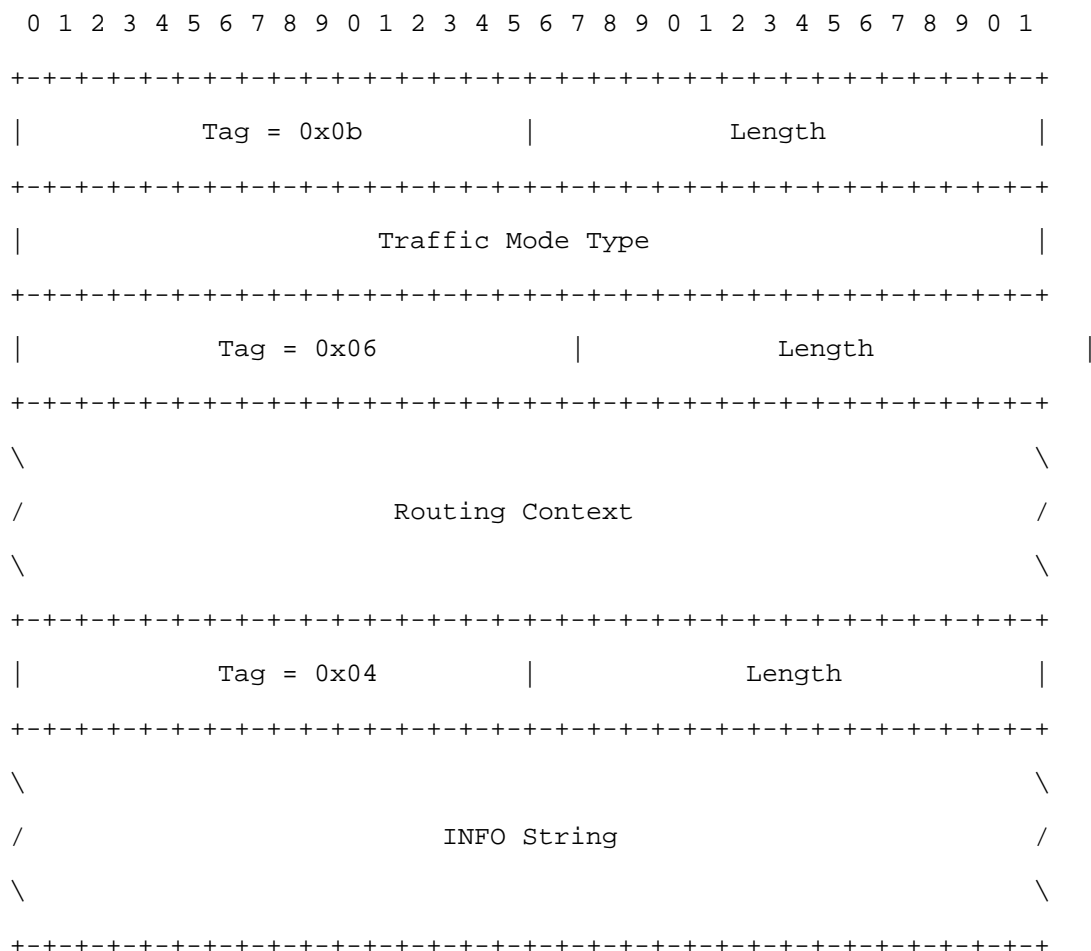 0 1 2 3 4 5 6 7 8 9 0 1 2 3 4 5 6 7 8 9 0 1 2 3 4 5 6 7 8 9 0 1
+-+-+-+-+-+-+-+-+-+-+-+-+-+-+-+-+-+-+-+-+-+-+-+-+-+-+-+-+-+-+-+-+
|           Tag = 0x0b          |            Length             |
+-+-+-+-+-+-+-+-+-+-+-+-+-+-+-+-+-+-+-+-+-+-+-+-+-+-+-+-+-+-+-+-+
|                      Traffic Mode Type                        |
+-+-+-+-+-+-+-+-+-+-+-+-+-+-+-+-+-+-+-+-+-+-+-+-+-+-+-+-+-+-+-+-+
|            Tag = 0x06            |            Length             |
+-+-+-+-+-+-+-+-+-+-+-+-+-+-+-+-+-+-+-+-+-+-+-+-+-+-+-+-+-+-+-+-+
\                                                               \
/                       Routing Context                         /
\                                                               \
+-+-+-+-+-+-+-+-+-+-+-+-+-+-+-+-+-+-+-+-+-+-+-+-+-+-+-+-+-+-+-+-+
|            Tag = 0x04         |             Length            |
+-+-+-+-+-+-+-+-+-+-+-+-+-+-+-+-+-+-+-+-+-+-+-+-+-+-+-+-+-+-+-+-+
\                                                               \
/                          INFO String                          /
\                                                               \
+-+-+-+-+-+-+-+-+-+-+-+-+-+-+-+-+-+-+-+-+-+-+-+-+-+-+-+-+-+-+-+-+